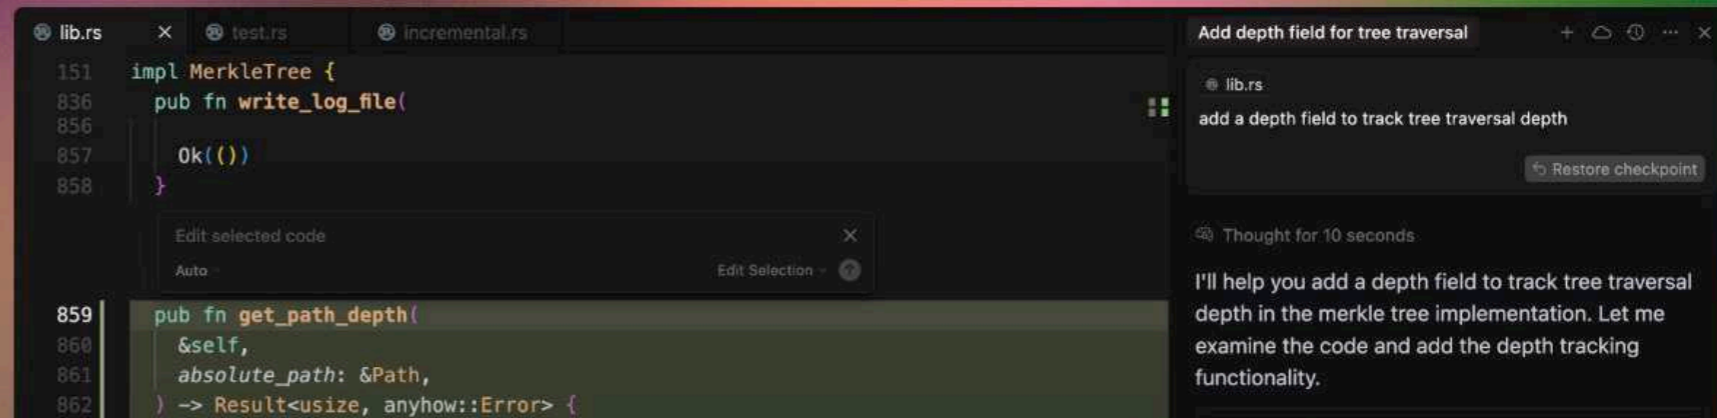 lib.rs
test.rs
incremental.rs
151 impl MerkleTree {
836 pub fn write_log_file(
856
857 Ok(())
858 }
Edit selected code
Auto
Edit Selection
859 pub fn get_path_depth(
860 &self,
861 absolute_path: &Path,
862 ) -> Result<usize, anyhow::Error> {
Add depth field for tree traversal
lib.rs
add a depth field to track tree traversal depth
Restore checkpoint
Thought for 10 seconds
I'll help you add a depth field to track tree traversal
depth in the merkle tree implementation. Let me
examine the code and add the depth tracking
functionality.